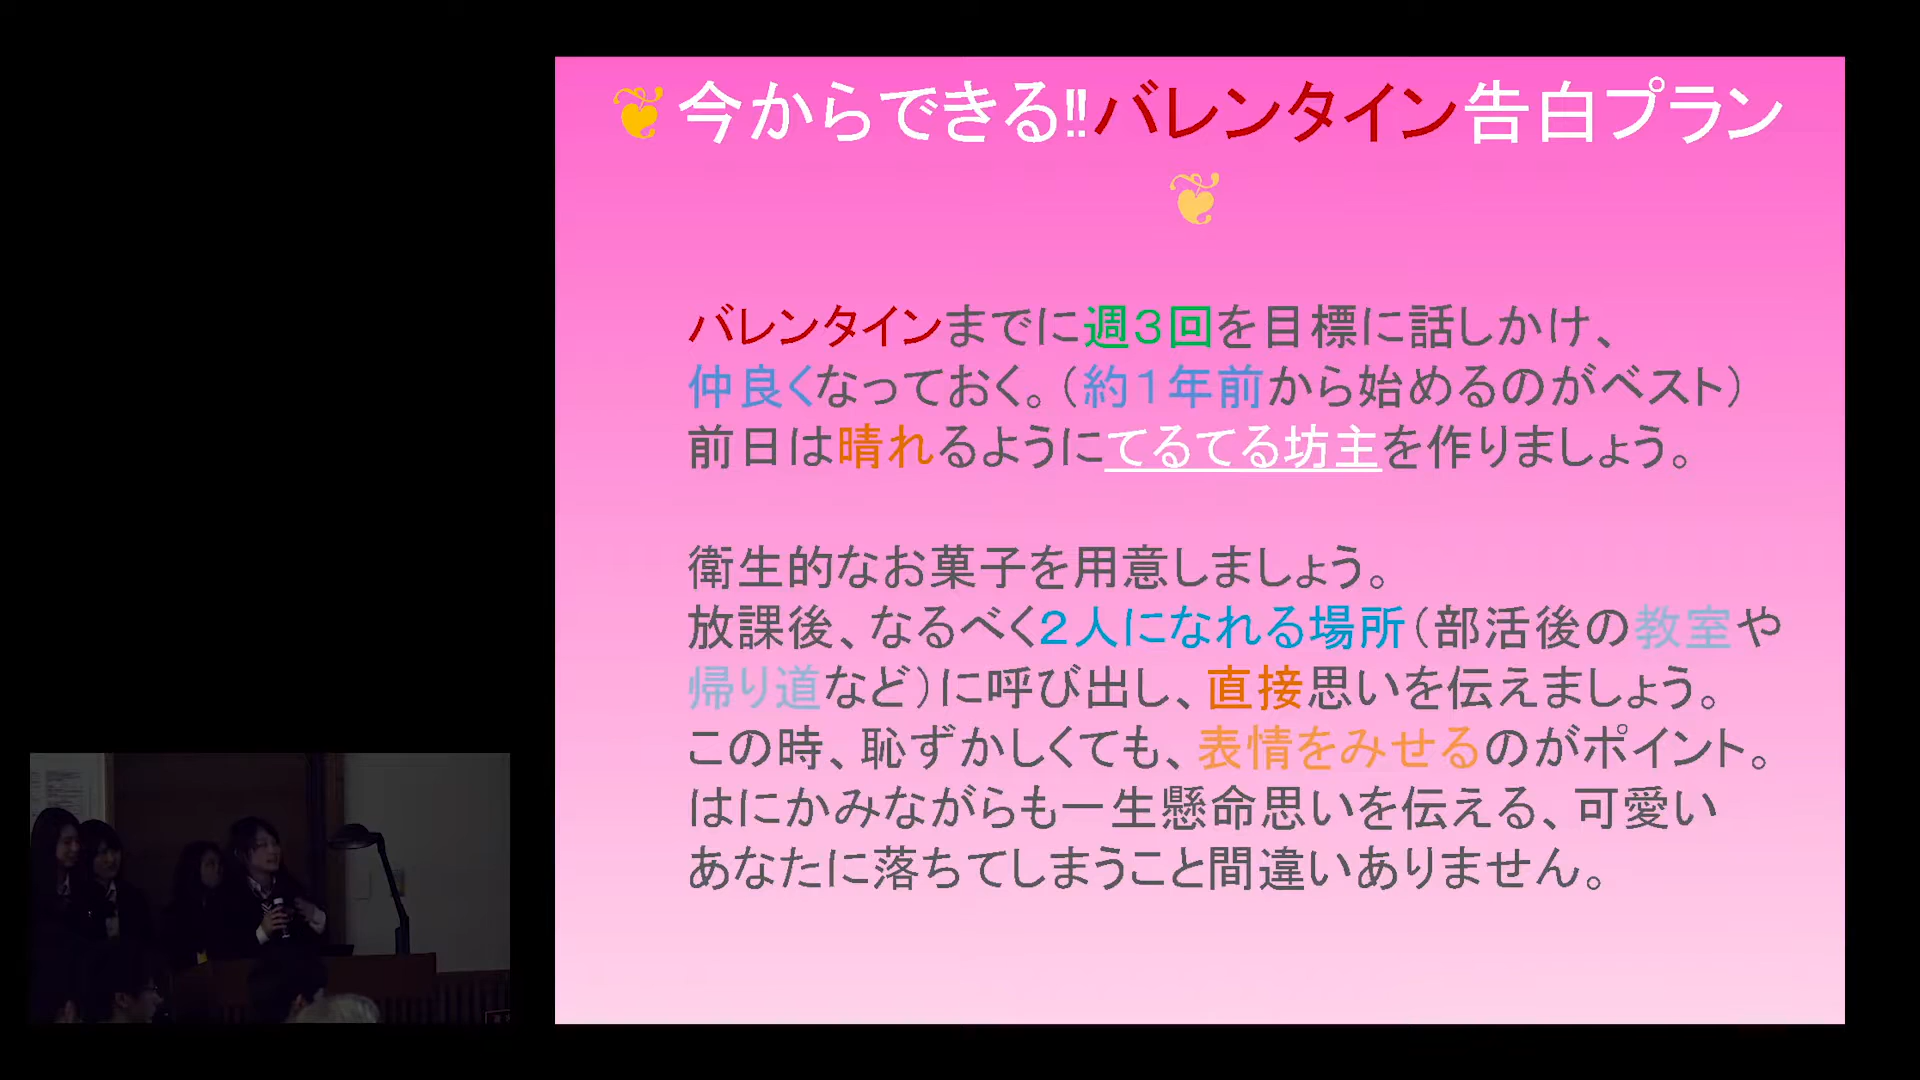 ❦今からできる‼バレンタイン告白プラン
❦
バレンタインまでに週3回を目標に話しかけ、
仲良くなっておく。（約1年前から始めるのがベスト）
前日は晴れるようにてるてる坊主を作りましょう。
衛生的なお菓子を用意しましょう。
放課後、なるべく2人になれる場所（部活後の教室や
帰り道など）に呼び出し、直接思いを伝えましょう。
この時、恥ずかしくても、表情をみせるのがポイント。
はにかみながらも一生懸命思いを伝える、可愛い
あなたに落ちてしまうこと間違いありません。